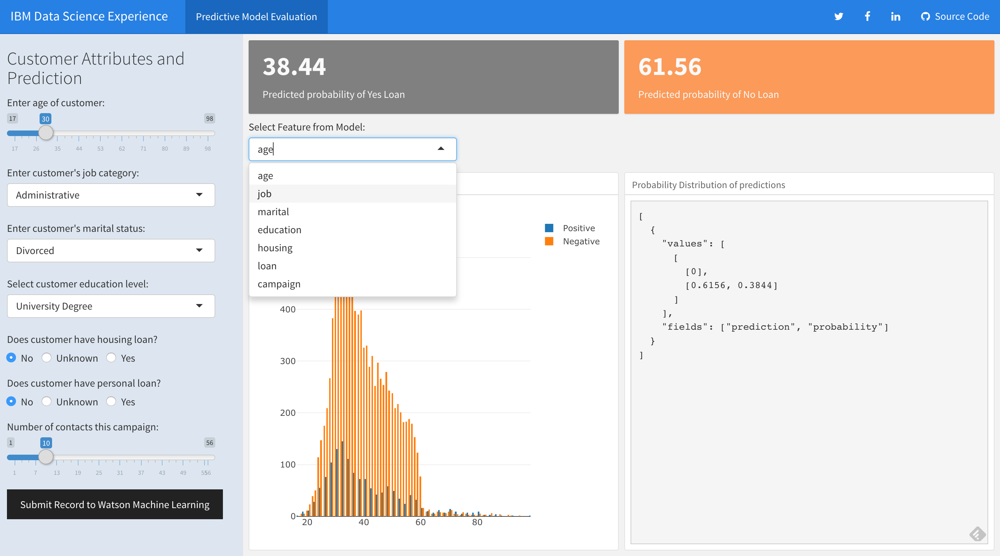 IBM Data Science Experience
Predictive Model Evaluation
Source Code
Customer Attributes and
Prediction
Enter age of customer:
17 30 98
17 26 35 44 53 62 71 80 89 98
Enter customer's job category:
Administrative
Enter customer's marital status:
Divorced
Select customer education level:
University Degree
Does customer have housing loan?
No Unknown Yes
Does customer have personal loan?
No Unknown Yes
Number of contacts this campaign:
1 10 56
1 7 13 19 25 31 37 43 49 5556
Submit Record to Watson Machine Learning
38.44
Predicted probability of Yes Loan
61.56
Predicted probability of No Loan
Select Feature from Model:
age
age
job
marital
education
housing
loan
campaign
Positive
Negative
400
300
200
100
0
20 40 60 80
Probability Distribution of predictions
[
{
"values": [
[
[0],
[0.6156, 0.3844]
]
],
"fields": ["prediction", "probability"]
}
]